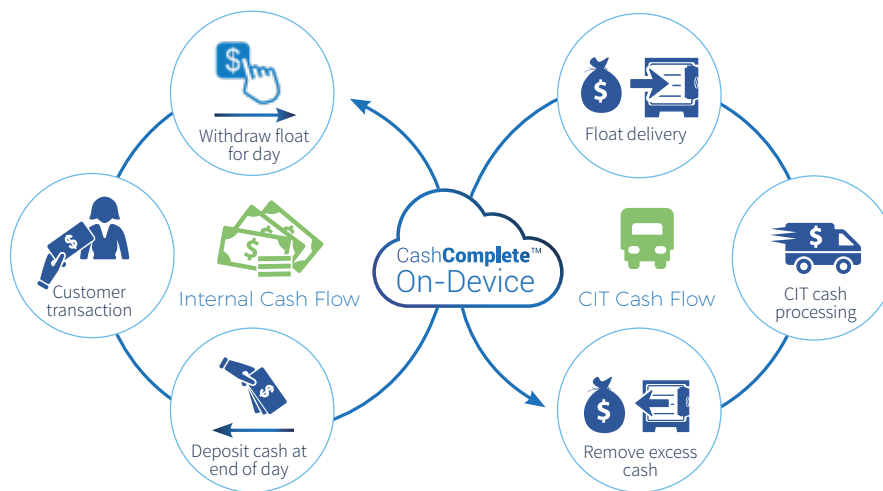 Withdraw float
for day
Float delivery
Customer
transaction
Internal Cash Flow
CashComplete™
On-Device
CIT Cash Flow
CIT cash
processing
Deposit cash at
end of day
Remove excess
cash
$
$
$
$
$
$
$
$